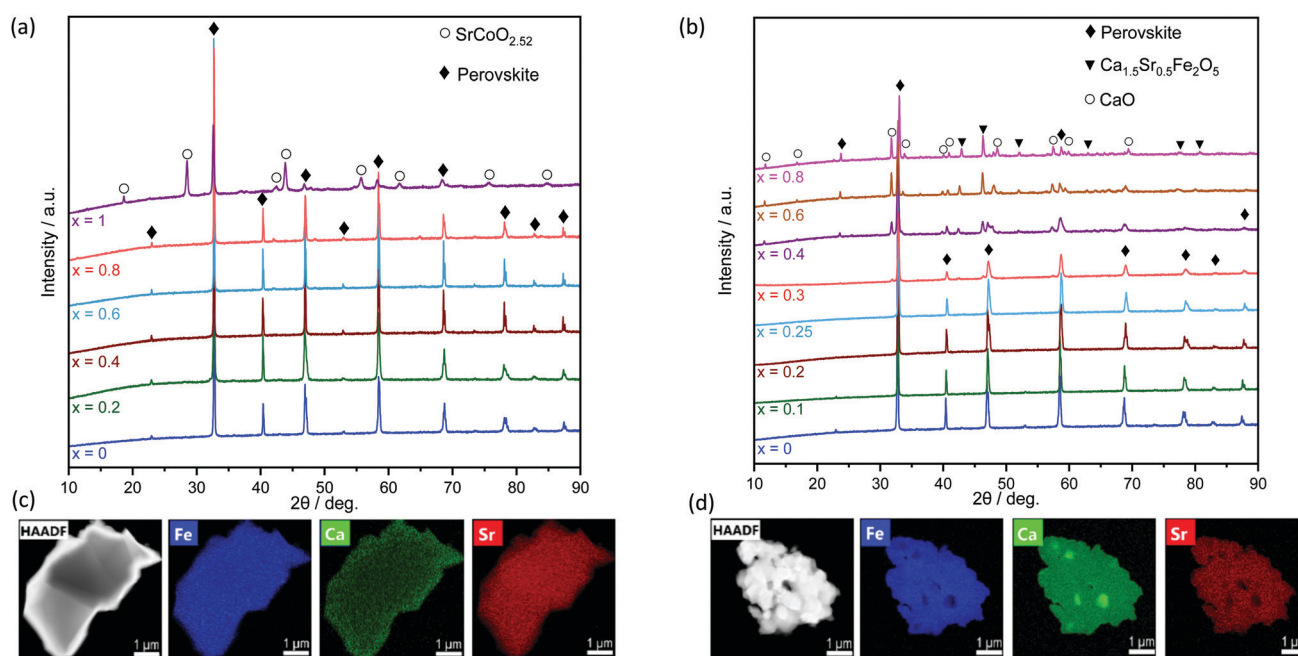 (a)
○ SrCoO2.52
◆ Perovskite
Intensity / a.u.
x = 1
x = 0.8
x = 0.6
x = 0.4
x = 0.2
x = 0
10 20 30 40 50 60 70 80 90
2θ / deg.
(b)
◆ Perovskite
▼ Ca1.5Sr0.5Fe2O5
○ CaO
Intensity / a.u.
x = 0.8
x = 0.6
x = 0.4
x = 0.3
x = 0.25
x = 0.2
x = 0.1
x = 0
10 20 30 40 50 60 70 80 90
2θ / deg.
(c)
HAADF
1 µm
Fe
1 µm
Ca
1 µm
Sr
1 µm
(d)
HAADF
1 µm
Fe
1 µm
Ca
1 µm
Sr
1 µm